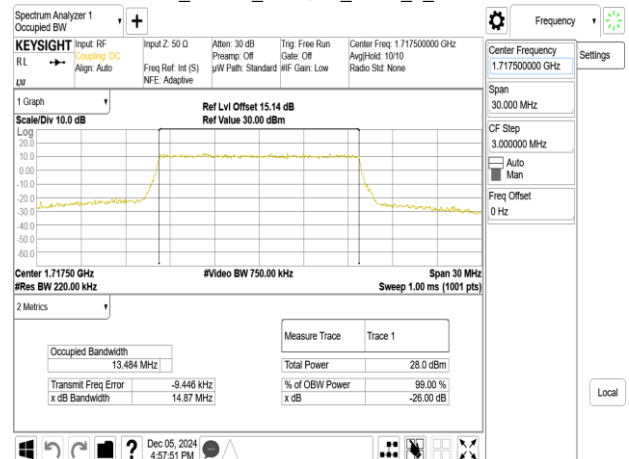 Spectrum Analyzer 1
Occupied BW
Frequency
KEYSIGHT
RL
LXI
Input: RF
Coupling: DC
Align: Auto
Input Z: 50 Ω
Freq Ref: Int (S)
NFE: Adaptive
Atten: 30 dB
Preamp: Off
µW Path: Standard
Trig: Free Run
Gate: Off
#IF Gain: Low
Center Freq: 1.717500000 GHz
Avg|Hold: 10/10
Radio Std: None
Center Frequency
1.717500000 GHz
Settings
Span
30.000 MHz
CF Step
3.000000 MHz
Auto
Man
Freq Offset
0 Hz
1 Graph
Scale/Div 10.0 dB
Ref Lvl Offset 15.14 dB
Ref Value 30.00 dBm
Log
20.0
10.0
0.00
-10.0
-20.0
-30.0
-40.0
-50.0
-60.0
Center 1.71750 GHz
#Video BW 750.00 kHz
Span 30 MHz
#Res BW 220.00 kHz
Sweep 1.00 ms (1001 pts)
2 Metrics
Measure Trace
Trace 1
Occupied Bandwidth
13.484 MHz
Total Power
28.0 dBm
Transmit Freq Error
-9.446 kHz
% of OBW Power
99.00 %
x dB Bandwidth
14.87 MHz
x dB
-26.00 dB
Local
?
Dec 05, 2024
4:57:51 PM